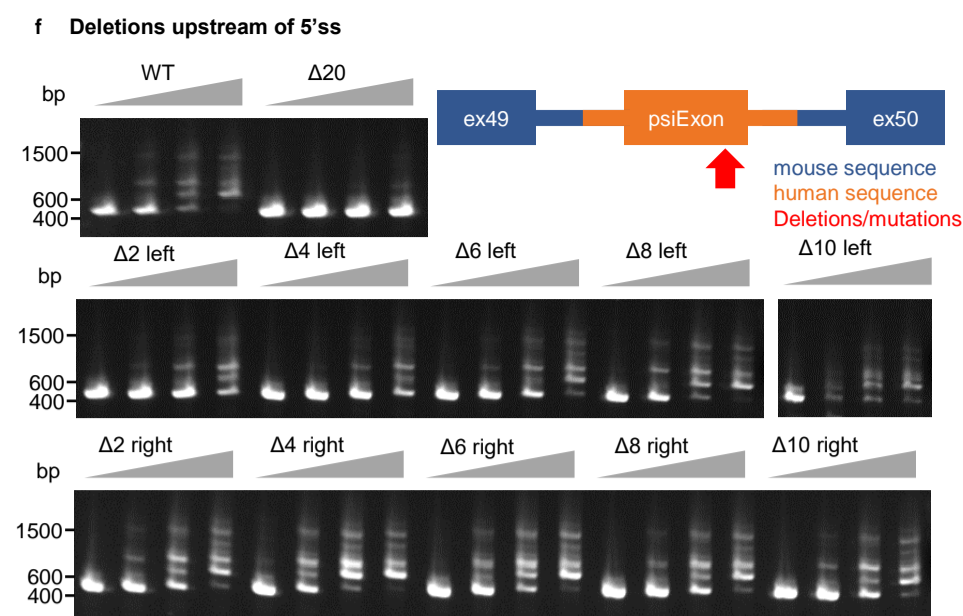 f Deletions upstream of 5'ss
WT Δ20
bp
1500
600
400
ex49 psiExon ex50
mouse sequence
human sequence
Deletions/mutations
Δ2 left Δ4 left Δ6 left Δ8 left Δ10 left
bp
1500
600
400
Δ2 right Δ4 right Δ6 right Δ8 right Δ10 right
bp
1500
600
400